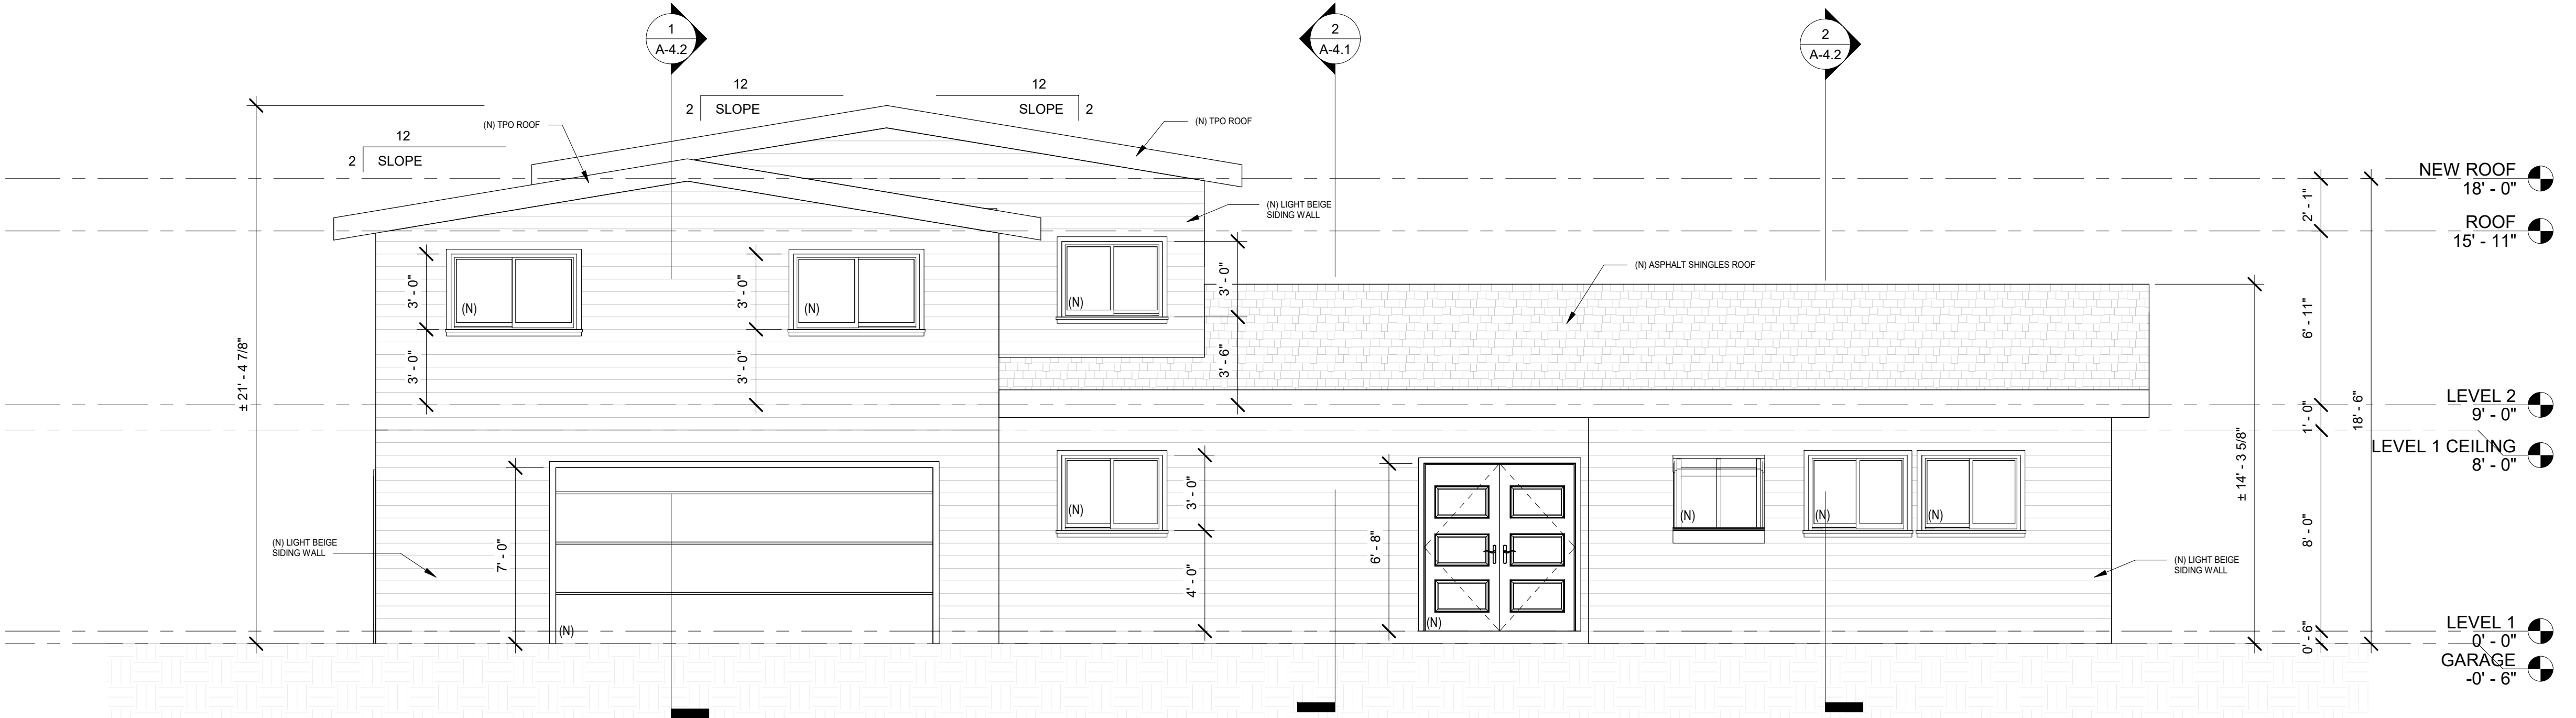 1
A-4.2
2
A-4.1
2
A-4.2
12
2
SLOPE
12
SLOPE
2
12
2
SLOPE
(N) TPO ROOF
(N) TPO ROOF
(N) LIGHT BEIGE
SIDING WALL
(N) ASPHALT SHINGLES ROOF
NEW ROOF
18' - 0"
ROOF
15' - 11"
LEVEL 2
9' - 0"
LEVEL 1 CEILING
8' - 0"
LEVEL 1
0' - 0"
GARAGE
-0' - 6"
2' - 1"
6' - 11"
1' - 0"
8' - 0"
0' - 6"
18' - 6"
± 14' - 3 5/8"
± 21' - 4 7/8"
3' - 0"
3' - 0"
(N)
3' - 0"
3' - 0"
(N)
(N)
3' - 0"
3' - 6"
(N) LIGHT BEIGE
SIDING WALL
7' - 0"
(N)
(N)
3' - 0"
4' - 0"
6' - 8"
(N)
(N)
(N)
(N)
(N) LIGHT BEIGE
SIDING WALL